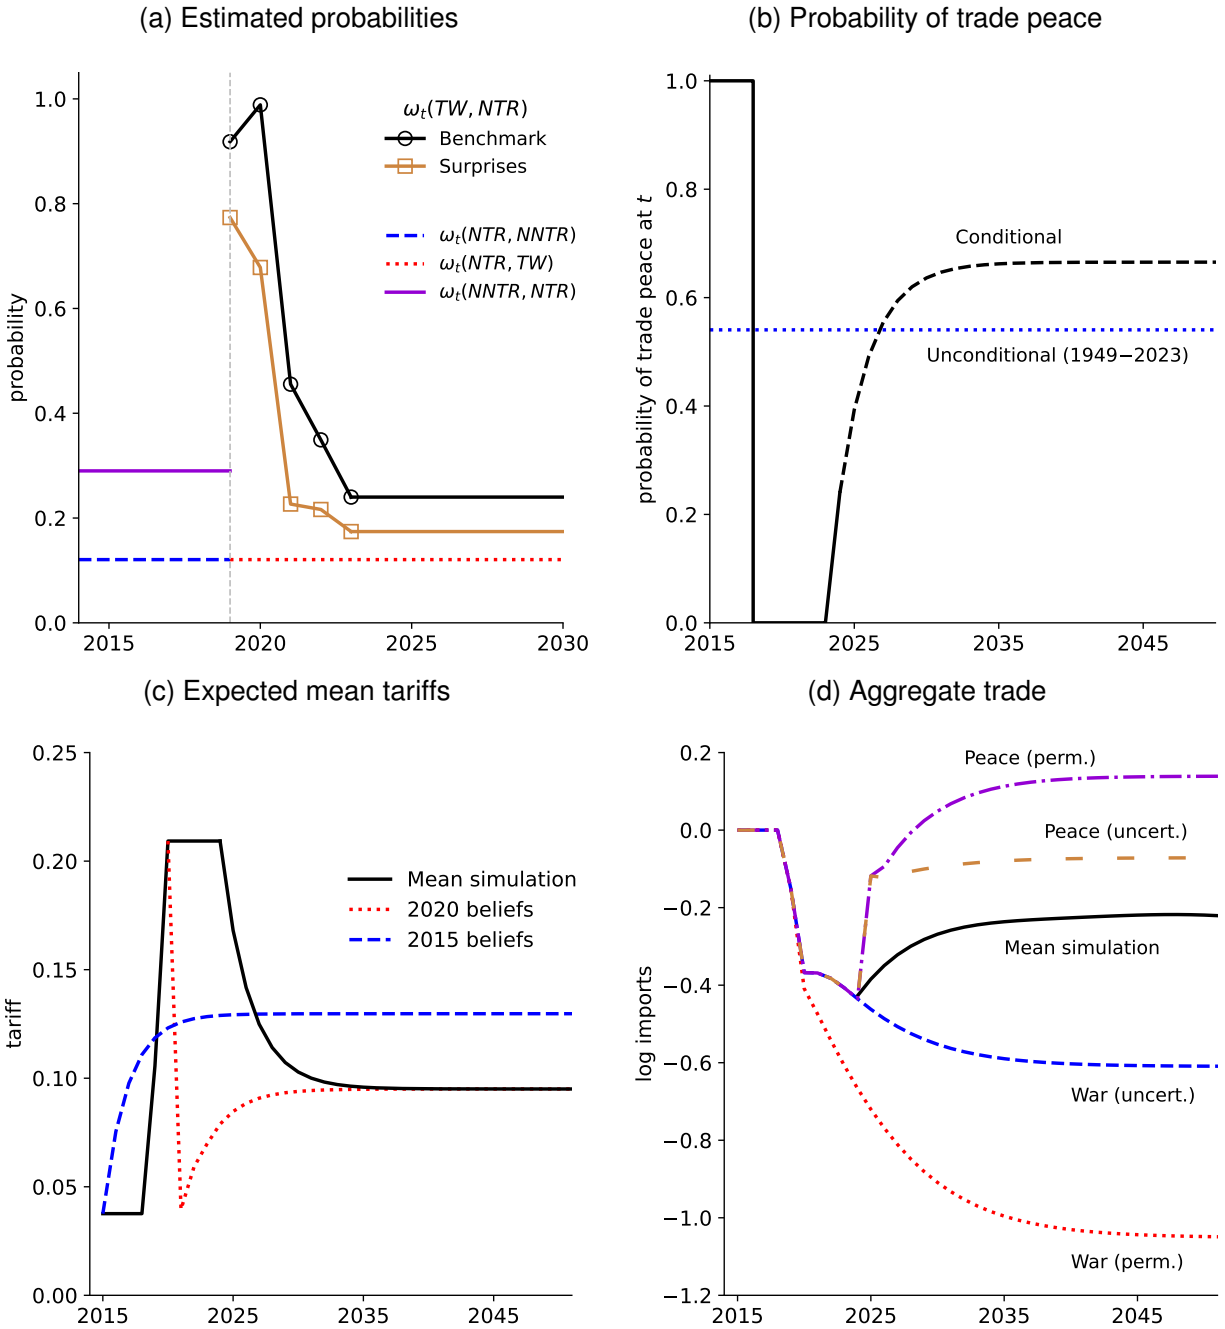 (a) Estimated probabilities
probability
1.0
0.8
0.6
0.4
0.2
0.0
2015
2020
2025
2030
ωt(TW, NTR)
Benchmark
Surprises
ωt(NTR, NNTR)
ωt(NTR, TW)
ωt(NNTR, NTR)
(b) Probability of trade peace
probability of trade peace at t
1.0
0.8
0.6
0.4
0.2
0.0
2015
2025
2035
2045
Conditional
Unconditional (1949−2023)
(c) Expected mean tariffs
tariff
0.25
0.20
0.15
0.10
0.05
0.00
2015
2025
2035
2045
Mean simulation
2020 beliefs
2015 beliefs
(d) Aggregate trade
log imports
0.2
0.0
−0.2
−0.4
−0.6
−0.8
−1.0
−1.2
2015
2025
2035
2045
Peace (perm.)
Peace (uncert.)
Mean simulation
War (uncert.)
War (perm.)